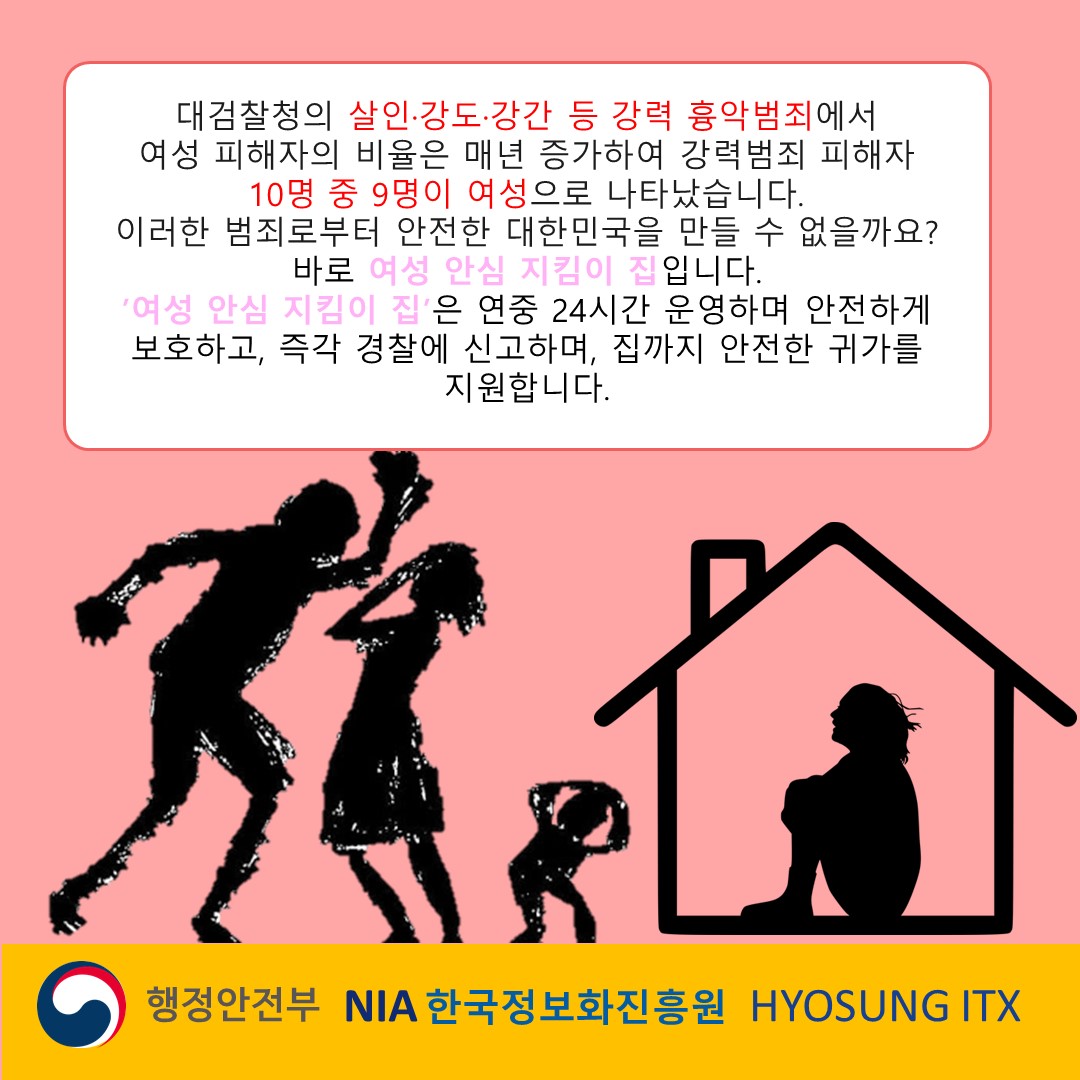 대검찰청의 살인·강도·강간 등 강력 흉악범죄에서
여성 피해자의 비율은 매년 증가하여 강력범죄 피해자
10명 중 9명이 여성으로 나타났습니다.
이러한 범죄로부터 안전한 대한민국을 만들 수 없을까요?
바로 여성 안심 지킴이 집입니다.
'여성 안심 지킴이 집'은 연중 24시간 운영하며 안전하게
보호하고, 즉각 경찰에 신고하며, 집까지 안전한 귀가를
지원합니다.
행정안전부 NIA 한국정보화진흥원 HYOSUNG ITX